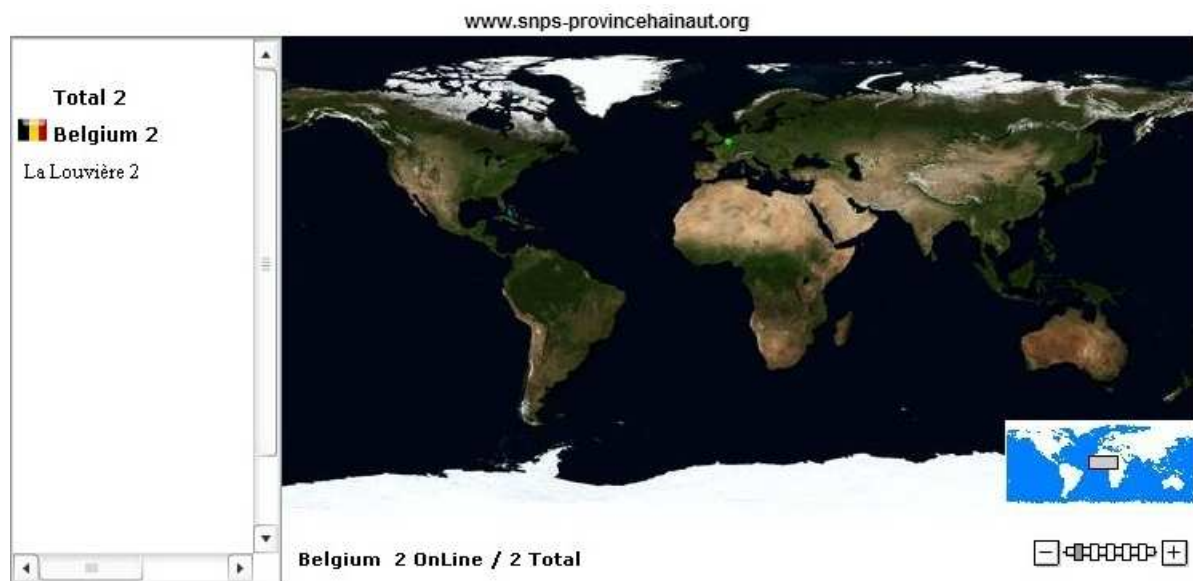 www.snps-provincehainaut.org
Total 2
Belgium 2
La Louvière 2
Belgium 2 OnLine / 2 Total